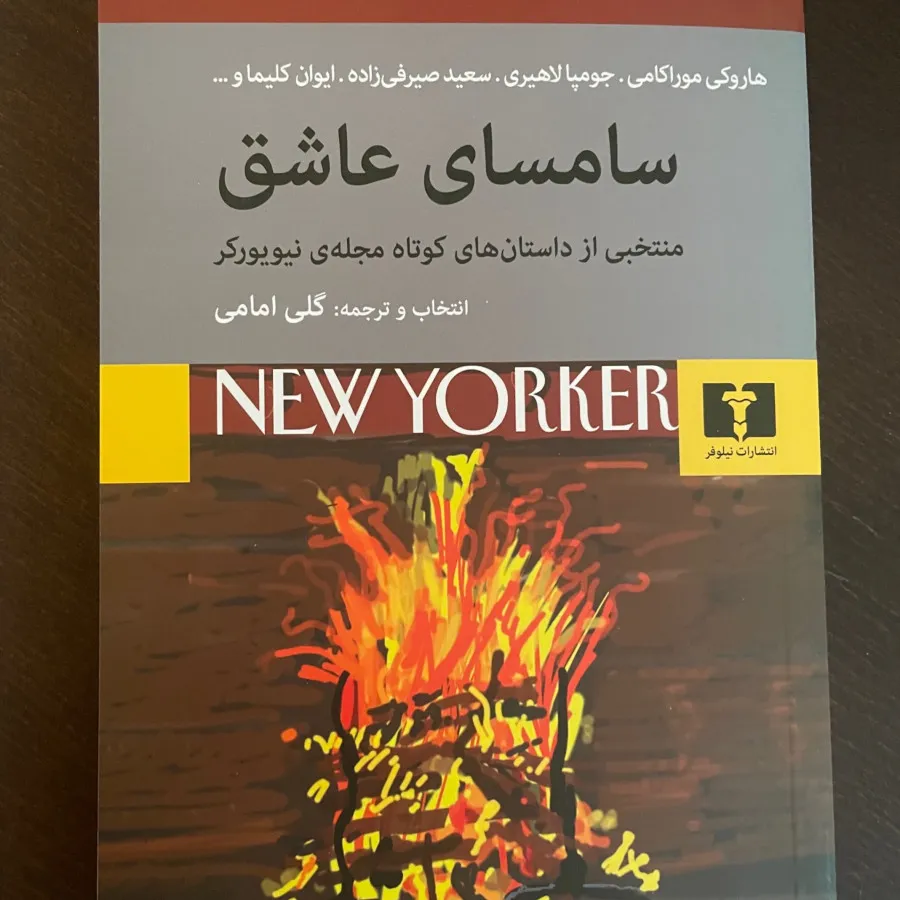 هاروکی موراکامی . جومپا لاهیری . سعید صیرفی‌زاده . ایوان کلیما و ...
سامسای عاشق
منتخبی از داستان‌های کوتاه مجله‌ی نیویورکر
انتخاب و ترجمه: گلی امامی
NEW YORKER
انتشارات نیلوفر